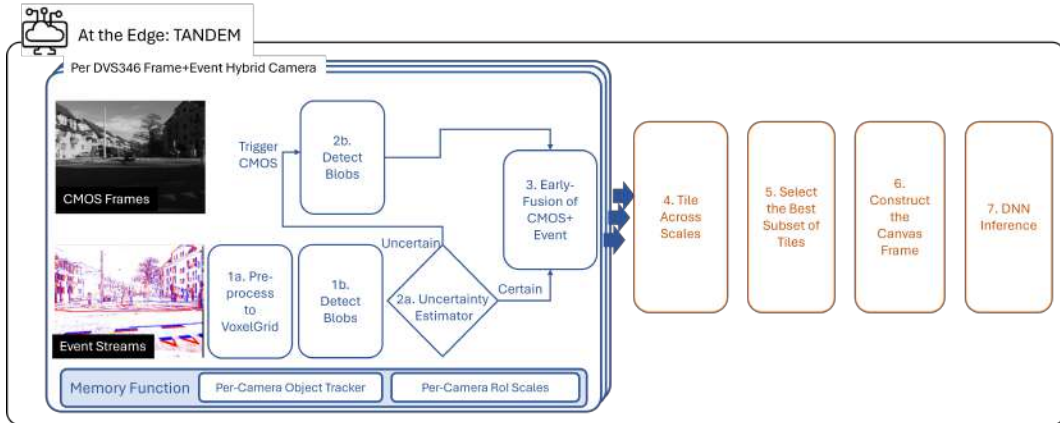 At the Edge: TANDEM
Per DVS346 Frame+Event Hybrid Camera
CMOS Frames
Trigger
CMOS
2b.
Detect
Blobs
3. Early-
Fusion of
CMOS+
Event
4. Tile
Across
Scales
5. Select
the Best
Subset of
Tiles
6.
Construct
the
Canvas
Frame
7. DNN
Inference
Event Streams
1a. Pre-
process
to
VoxelGrid
1b.
Detect
Blobs
Uncertain
2a. Uncertainty
Estimator
Certain
Memory Function
Per-Camera Object Tracker
Per-Camera RoI Scales